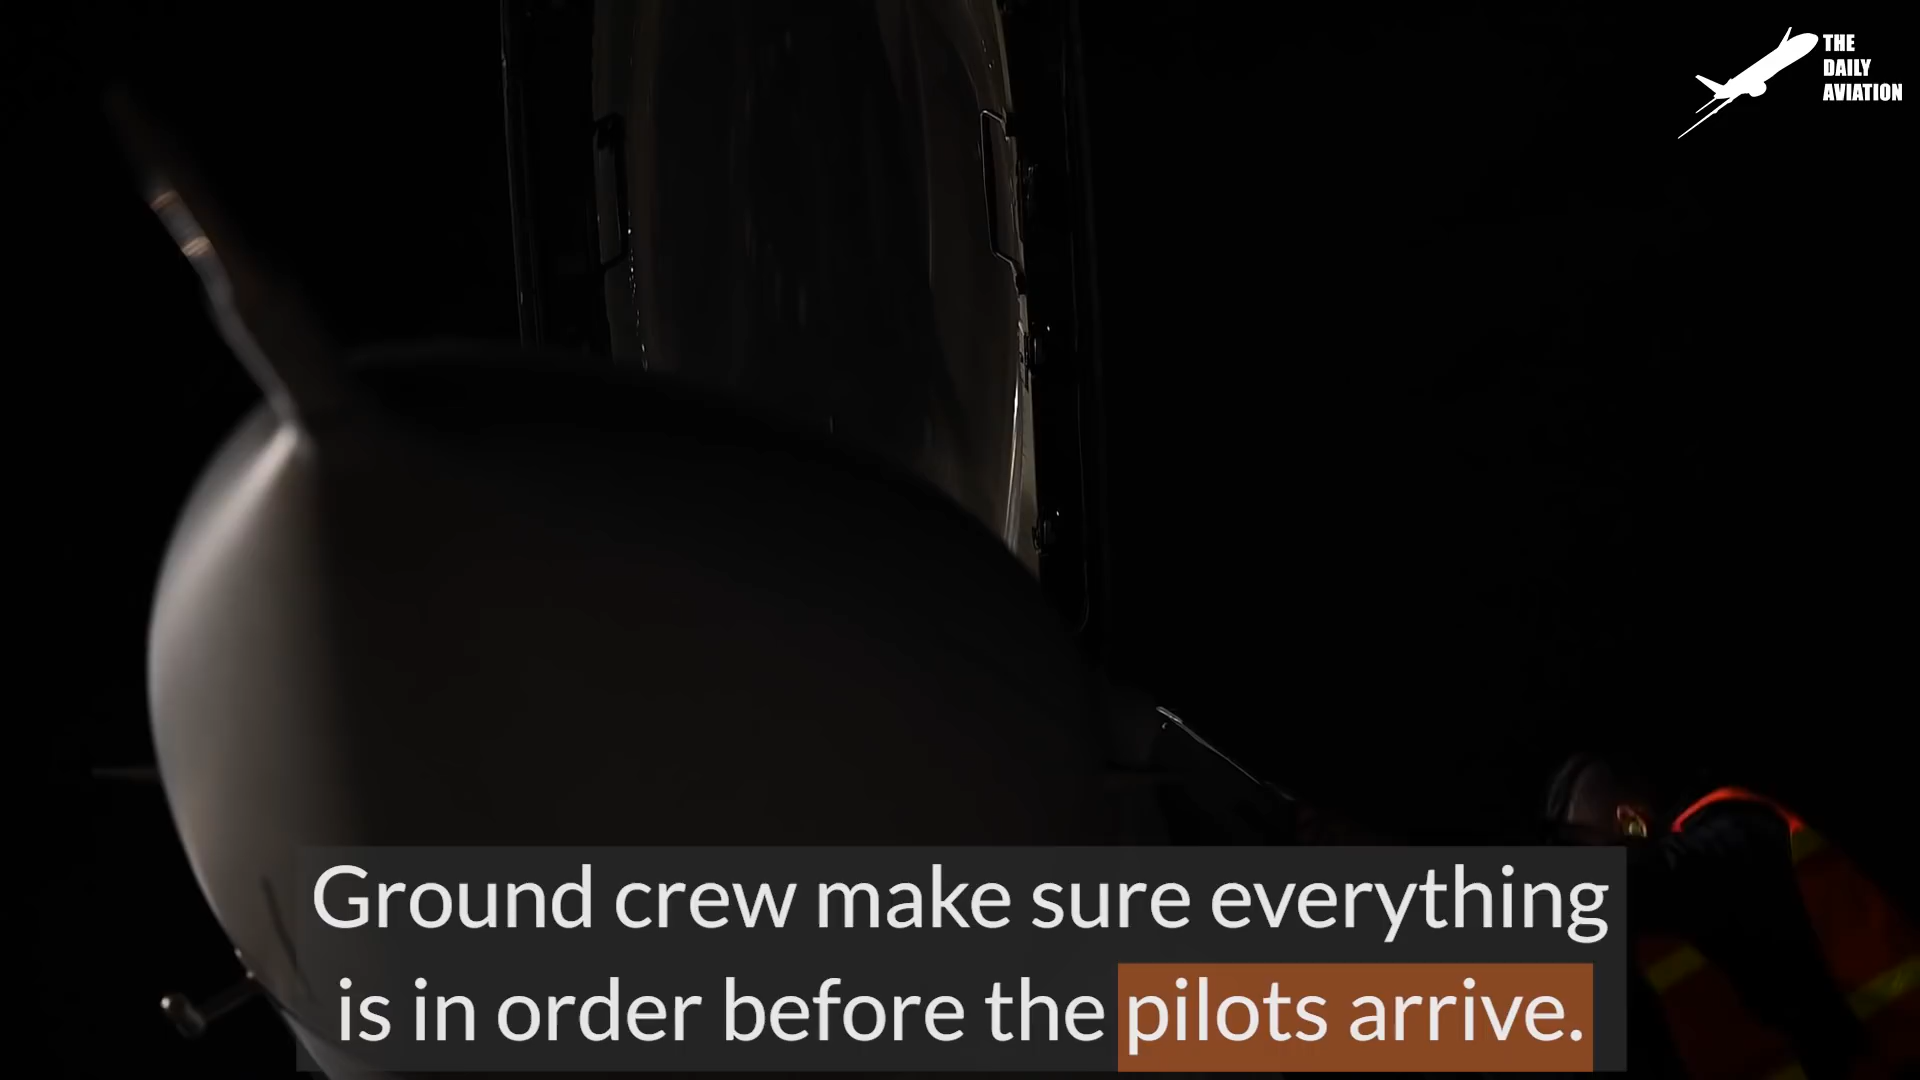 THE
DAILY
AVIATION
Ground crew make sure everything
is in order before the pilots arrive.